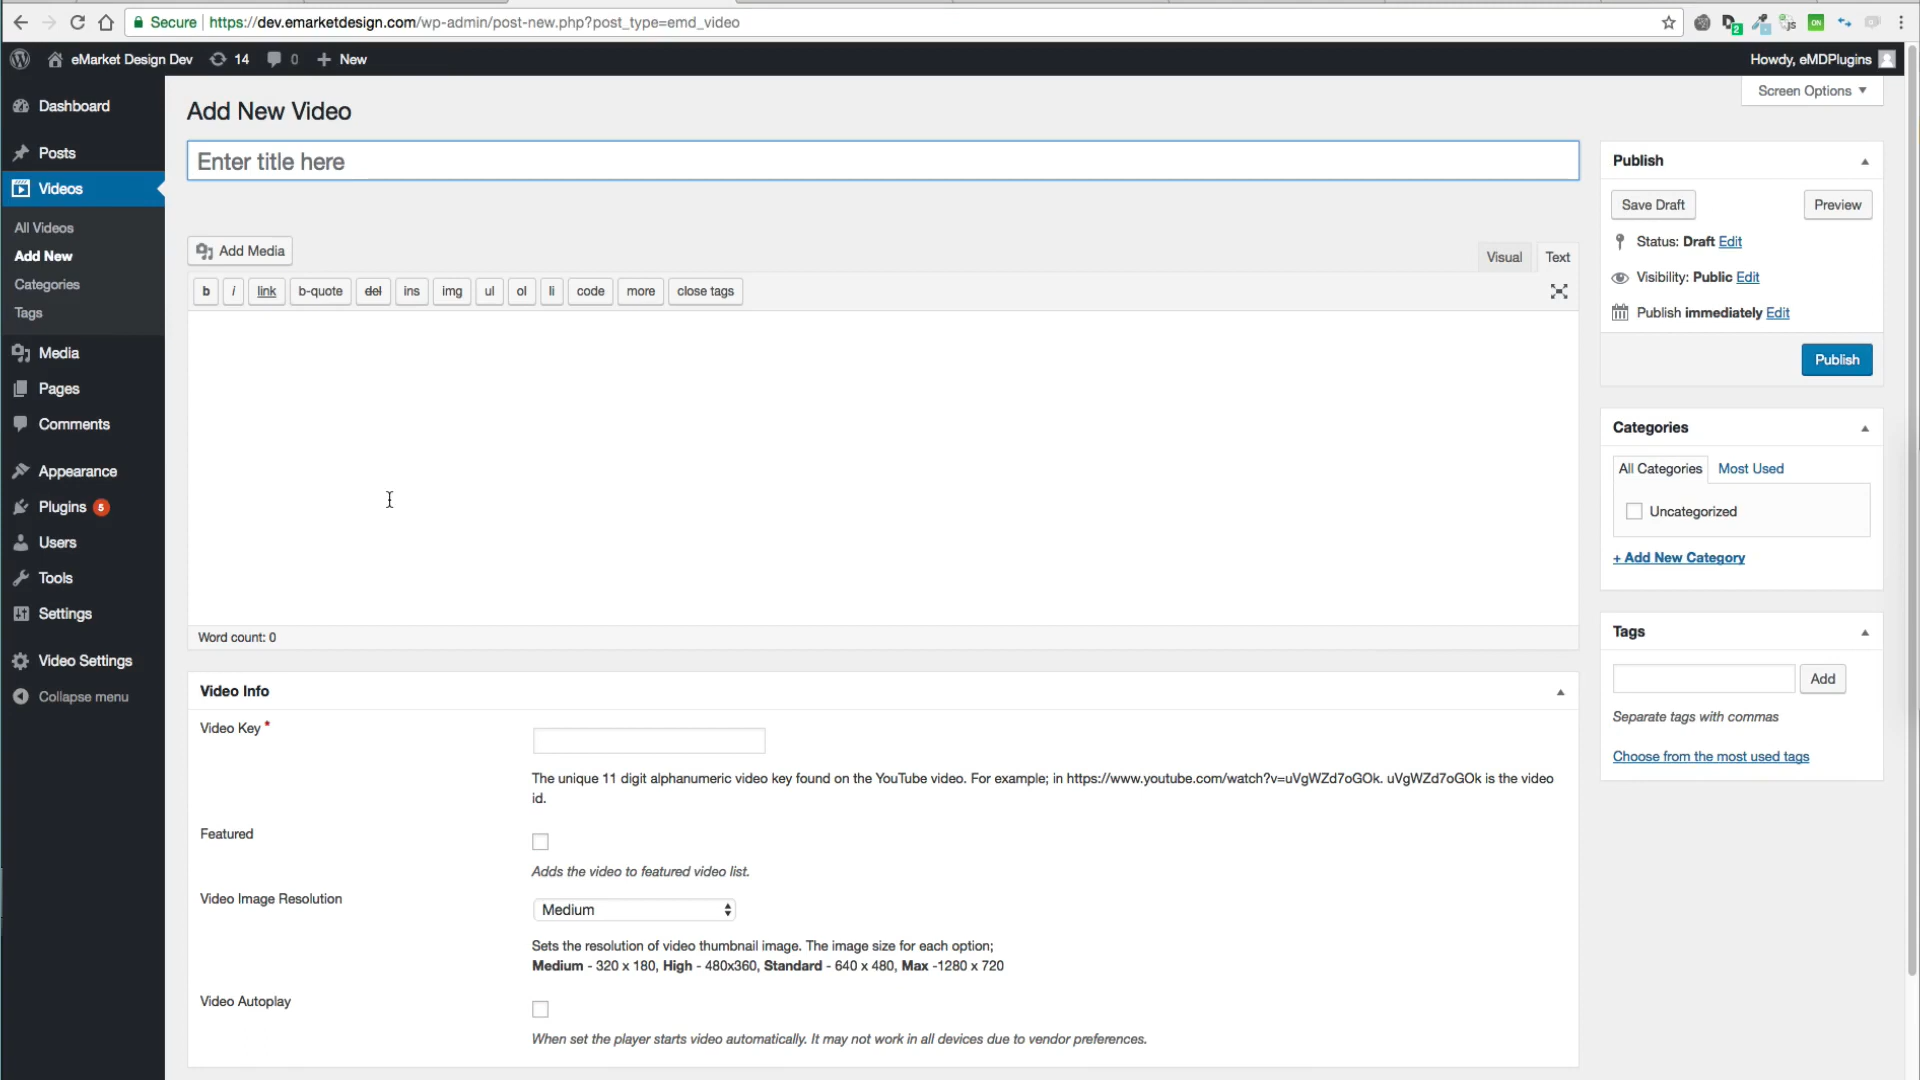 Secure https://dev.emarketdesign.com/wp-admin/post-new.php?post_type=emd_video
2
ON
eMarket Design Dev 14 0 + New
Howdy, eMDPlugins
Screen Options
Dashboard
Posts
Videos
All Videos
Add New
Categories
Tags
Media
Pages
Comments
Appearance
Plugins 5
Users
Tools
Settings
Video Settings
Collapse menu
Add New Video
Enter title here
Add Media
Visual Text
b i link b-quote del ins img ul ol li code more close tags
Word count: 0
Video Info
Video Key *
The unique 11 digit alphanumeric video key found on the YouTube video. For example; in https://www.youtube.com/watch?v=uVgWZd7oGOk. uVgWZd7oGOk is the video
id.
Featured
Adds the video to featured video list.
Video Image Resolution
Medium
Sets the resolution of video thumbnail image. The image size for each option;
Medium - 320 x 180, High - 480x360, Standard - 640 x 480, Max -1280 x 720
Video Autoplay
When set the player starts video automatically. It may not work in all devices due to vendor preferences.
Publish
Save Draft Preview
Status: Draft Edit
Visibility: Public Edit
Publish immediately Edit
Publish
Categories
All Categories Most Used
Uncategorized
+ Add New Category
Tags
Add
Separate tags with commas
Choose from the most used tags